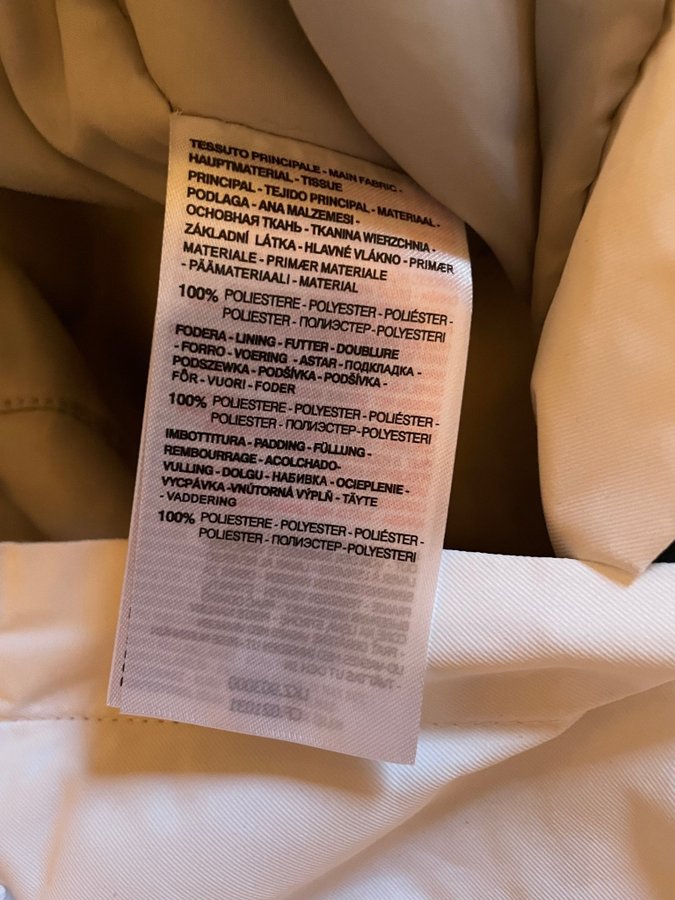 TESSUTO PRINCIPALE - MAIN FABRIC -
HAUPTMATERIAL - TISSUE
PRINCIPAL - TEJIDO PRINCIPAL - MATERIAAL -
PODLAGA - ANA MALZEMESI -
ОСНОВНАЯ ТКАНЬ - TKANINA WIERZCHNIA -
ZÁKLADNÍ LÁTKA - HLAVNÉ VLÁKNO - PRIMÆR
MATERIALE - PRIMÆR MATERIALE
- PÄÄMATERIAALI - MATERIAL
100% POLIESTERE - POLYESTER - POLIÉSTER -
POLIESTER - ПОЛИЭСТЕР-POLYESTERI
FODERA - LINING - FUTTER - DOUBLURE
- FORRO - VOERING - ASTAR - ПОДКЛАДКА -
PODSZEWKA - PODŠÍVKA - PODŠÍVKA -
FÔR - VUORI - FODER
100% POLIESTERE - POLYESTER - POLIÉSTER -
POLIESTER - ПОЛИЭСТЕР-POLYESTERI
IMBOTTITURA - PADDING - FÜLLUNG -
REMBOURRAGE - ACOLCHADO-
VULLING - DOLGU - НАБИВКА - OCIEPLENIE -
VYCPÁVKA -VNÚTORNÁ VÝPLŇ - TÄYTE
- VADDERING
100% POLIESTERE - POLYESTER - POLIÉSTER -
POLIESTER - ПОЛИЭСТЕР-POLYESTERI